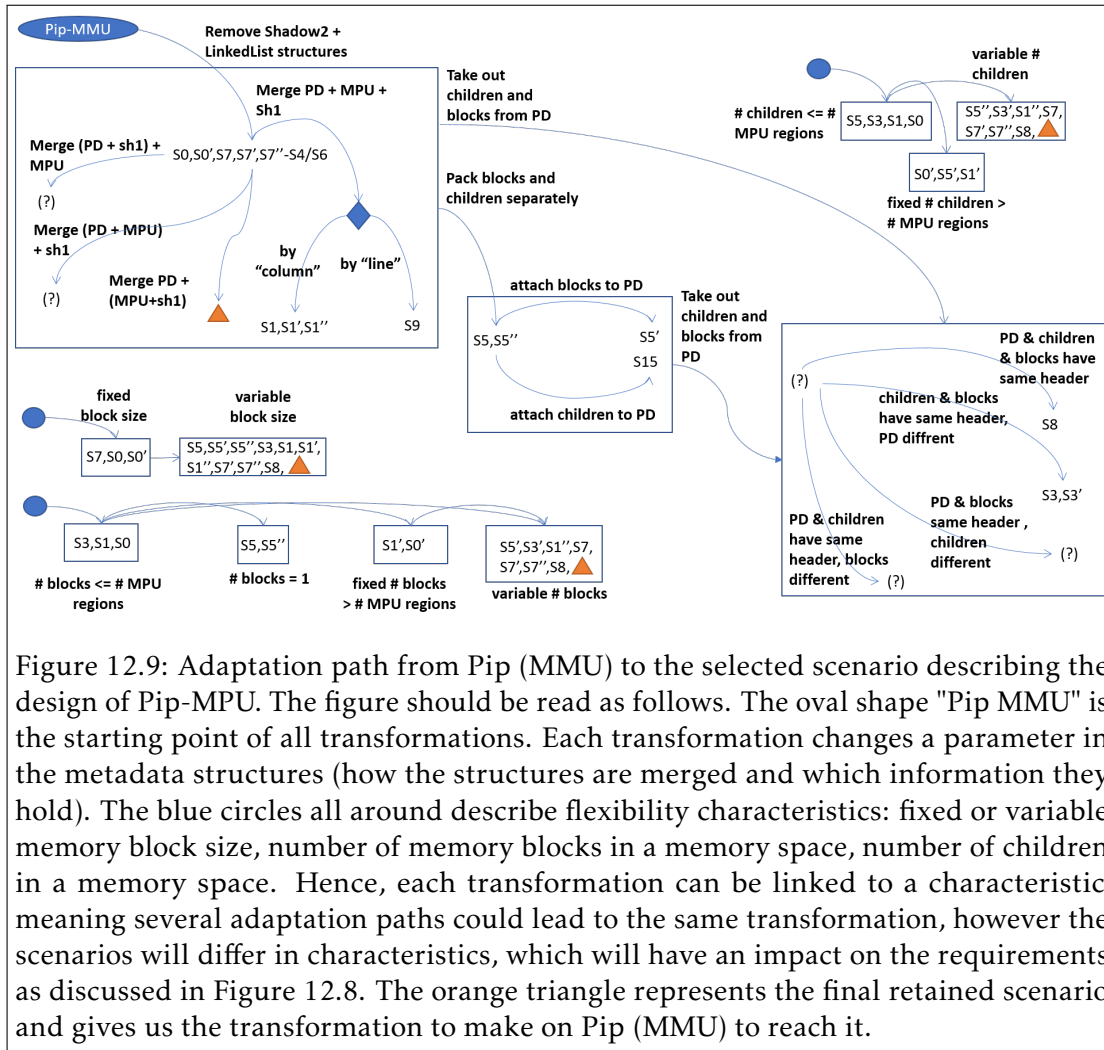 Pip-MMU
Remove Shadow2 +
LinkedList structures
Merge PD + MPU +
Sh1
Merge (PD + sh1) +
MPU
S0,S0',S7,S7',S7''-S4/S6
(?)
Merge (PD + MPU)
+ sh1
(?)
Merge PD +
(MPU+sh1)
by
"column"
by "line"
S1,S1',S1''
S9
Take out
children and
blocks from PD
Pack blocks and
children separately
attach blocks to PD
S5,S5''
S5'
S15
attach children to PD
Take out
children and
blocks from
PD
variable #
children
# children <= #
MPU regions
S5,S3,S1,S0
S5'',S3',S1'',S7,
S7',S7'',S8,
S0',S5',S1'
fixed # children >
# MPU regions
PD & children
& blocks have
same header
(?)
children & blocks
have same header,
PD diffrent
S8
S3,S3'
PD & blocks
same header ,
children
different
(?)
PD & children
have same
header, blocks
different
(?)
fixed
block size
variable
block size
S7,S0,S0'
S5,S5',S5'',S3,S1,S1',
S1'',S7',S7'',S8,
S3,S1,S0
S5,S5''
S1',S0'
S5',S3',S1'',S7,
S7',S7'',S8,
# blocks <= # MPU
regions
# blocks = 1
fixed # blocks
> # MPU regions
variable # blocks
Figure 12.9: Adaptation path from Pip (MMU) to the selected scenario describing the
design of Pip-MPU. The figure should be read as follows. The oval shape "Pip MMU" is
the starting point of all transformations. Each transformation changes a parameter in
the metadata structures (how the structures are merged and which information they
hold). The blue circles all around describe flexibility characteristics: fixed or variable
memory block size, number of memory blocks in a memory space, number of children
in a memory space. Hence, each transformation can be linked to a characteristic
meaning several adaptation paths could lead to the same transformation, however the
scenarios will differ in characteristics, which will have an impact on the requirements
as discussed in Figure 12.8. The orange triangle represents the final retained scenario
and gives us the transformation to make on Pip (MMU) to reach it.